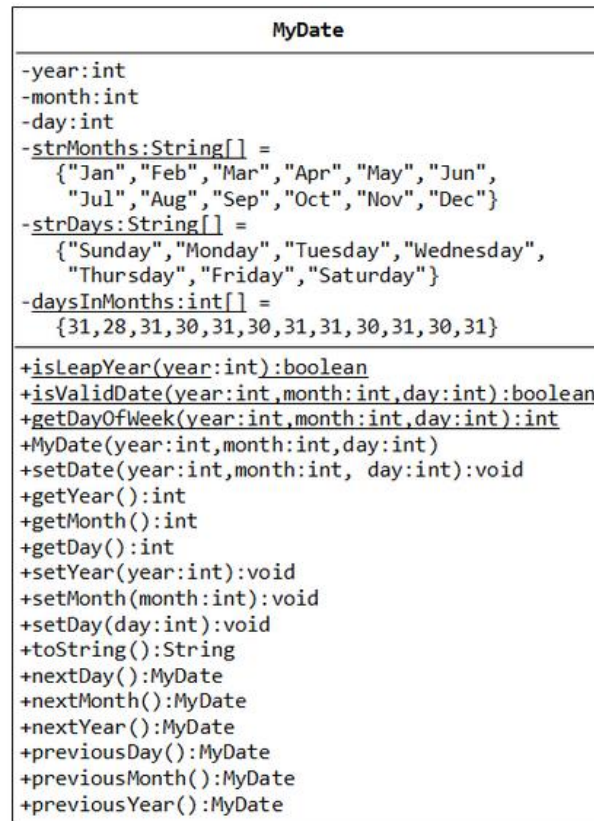 MyDate
-year:int
-month:int
-day:int
-strMonths:String[] =
{"Jan","Feb","Mar","Apr","May","Jun",
"Jul","Aug","Sep","Oct","Nov","Dec"}
-strDays:String[] =
{"Sunday","Monday","Tuesday","Wednesday",
"Thursday","Friday","Saturday"}
-daysInMonths:int[] =
{31,28,31,30,31,30,31,31,30,31,30,31}
+isLeapYear(year:int):boolean
+isValidDate(year:int,month:int,day:int):boolean
+getDayOfWeek(year:int,month:int,day:int):int
+MyDate(year:int,month:int,day:int)
+setDate(year:int,month:int, day:int):void
+getYear():int
+getMonth():int
+getDay():int
+setYear(year:int):void
+setMonth(month:int):void
+setDay(day:int):void
+toString():String
+nextDay():MyDate
+nextMonth():MyDate
+nextYear():MyDate
+previousDay():MyDate
+previousMonth():MyDate
+previousYear():MyDate